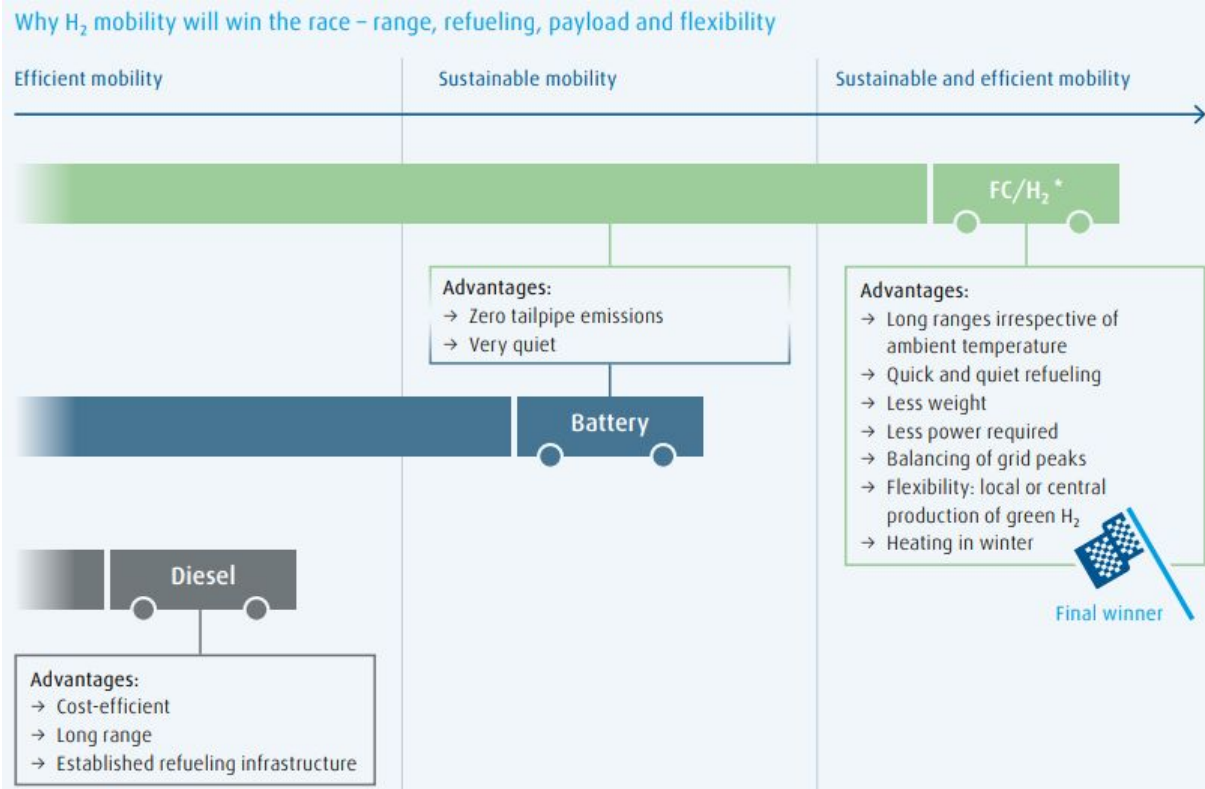 Why H₂ mobility will win the race – range, refueling, payload and flexibility
Efficient mobility
Sustainable mobility
Sustainable and efficient mobility
FC/H₂ *
Advantages:
→ Zero tailpipe emissions
→ Very quiet
Advantages:
→ Long ranges irrespective of
ambient temperature
→ Quick and quiet refueling
→ Less weight
→ Less power required
→ Balancing of grid peaks
→ Flexibility: local or central
production of green H₂
→ Heating in winter
Final winner
Battery
Diesel
Advantages:
→ Cost-efficient
→ Long range
→ Established refueling infrastructure